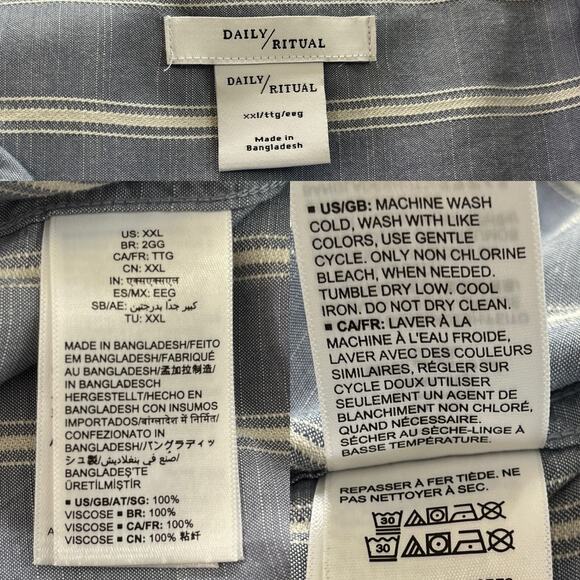 DAILY/RITUAL
DAILY/RITUAL
xxl/ttg/eeg
Made in
Bangladesh
US: XXL
BR: 2GG
CA/FR: TTG
CN: XXL
IN: एक्सएक्सएल
ES/MX: EEG
SB/AE: كبير جدًا بدرجتين
TU: XXL
MADE IN BANGLADESH/FEITO
EM BANGLADESH/FABRIQUÉ
AU BANGLADESH/孟加拉制造/
IN BANGLADESCH
HERGESTELLT/HECHO EN
BANGLADESH CON INSUMOS
IMPORTADOS/बांग्लादेश में निर्मित/
CONFEZIONATO IN
BANGLADESH//バングラディッ
シュ製/صُنع في بنغلاديش/
BANGLADEŞ'TE
ÜRETİLMİŞTİR
■ US/GB/AT/SG: 100%
VISCOSE ■ BR: 100%
VISCOSE ■ CA/FR: 100%
VISCOSE ■ CN: 100% 粘纤
■ US/GB: MACHINE WASH
COLD, WASH WITH LIKE
COLORS, USE GENTLE
CYCLE. ONLY NON CHLORINE
BLEACH, WHEN NEEDED.
TUMBLE DRY LOW. COOL
IRON. DO NOT DRY CLEAN.
■ CA/FR: LAVER À LA
MACHINE À L'EAU FROIDE,
LAVER AVEC DES COULEURS
SIMILAIRES, RÉGLER SUR
CYCLE DOUX UTILISER
SEULEMENT UN AGENT DE
BLANCHIMENT NON CHLORÉ,
QUAND NÉCESSAIRE.
SÉCHER AU SÈCHE-LINGE À
BASSE TEMPÉRATURE.
REPASSER À FER TIÈDE. NE
PAS NETTOYER À SEC.
30
30